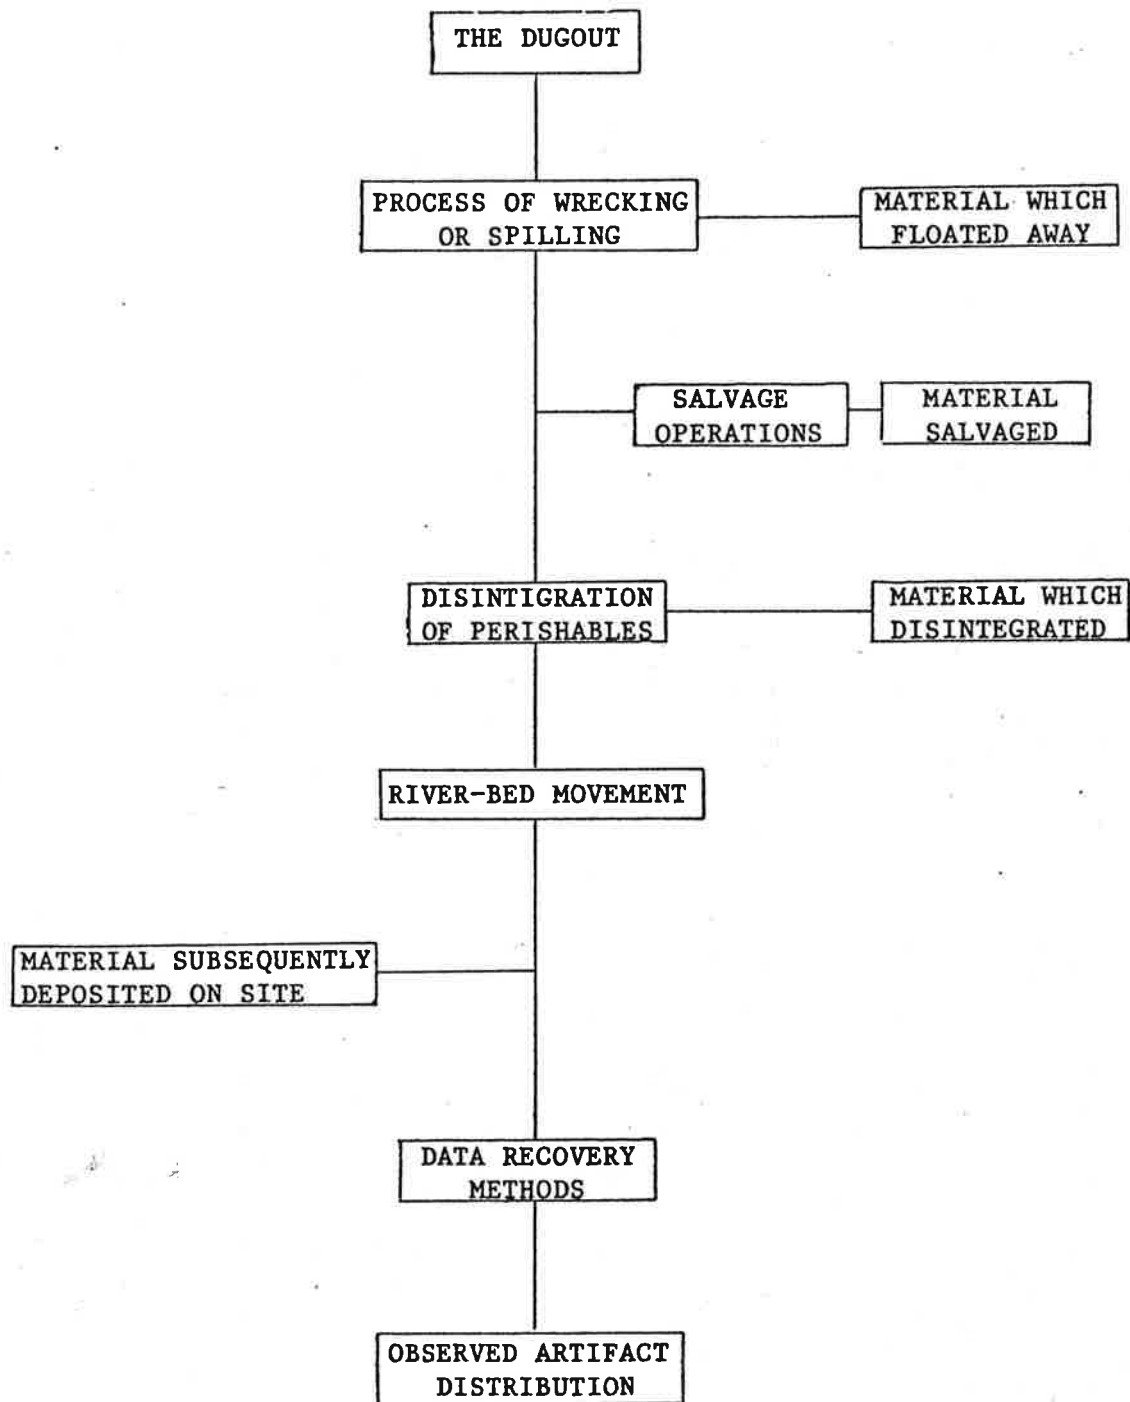 THE DUGOUT
PROCESS OF WRECKING
OR SPILLING
MATERIAL WHICH
FLOATED AWAY
SALVAGE
OPERATIONS
MATERIAL
SALVAGED
DISINTIGRATION
OF PERISHABLES
MATERIAL WHICH
DISINTEGRATED
RIVER-BED MOVEMENT
MATERIAL SUBSEQUENTLY
DEPOSITED ON SITE
DATA RECOVERY
METHODS
OBSERVED ARTIFACT
DISTRIBUTION